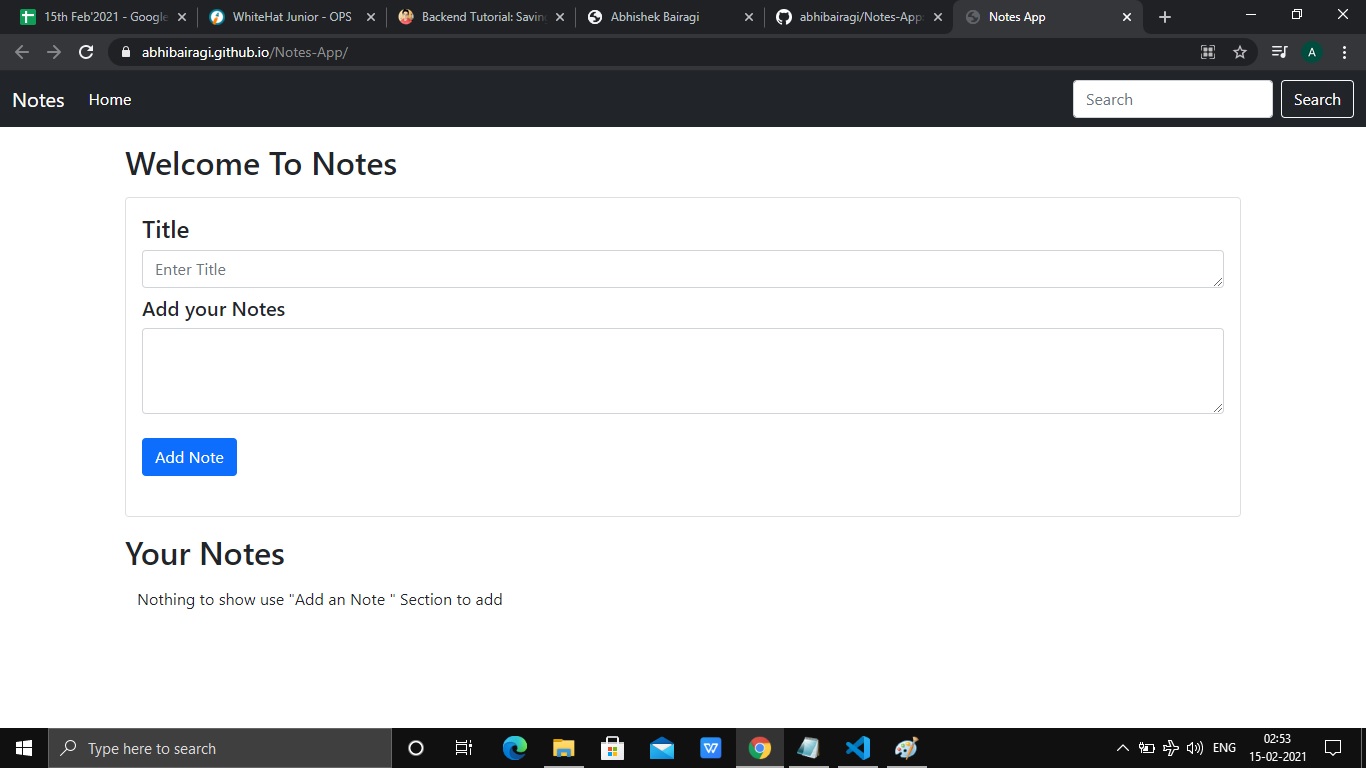 15th Feb'2021 - Google
WhiteHat Junior - OPS
Backend Tutorial: Saving
Abhishek Bairagi
abhibairagi/Notes-App:
Notes App
abhibairagi.github.io/Notes-App/
A
Notes Home Search Search
Welcome To Notes
Title
Enter Title
Add your Notes
Add Note
Your Notes
Nothing to show use "Add an Note " Section to add
Type here to search
W
ENG
02:53
15-02-2021